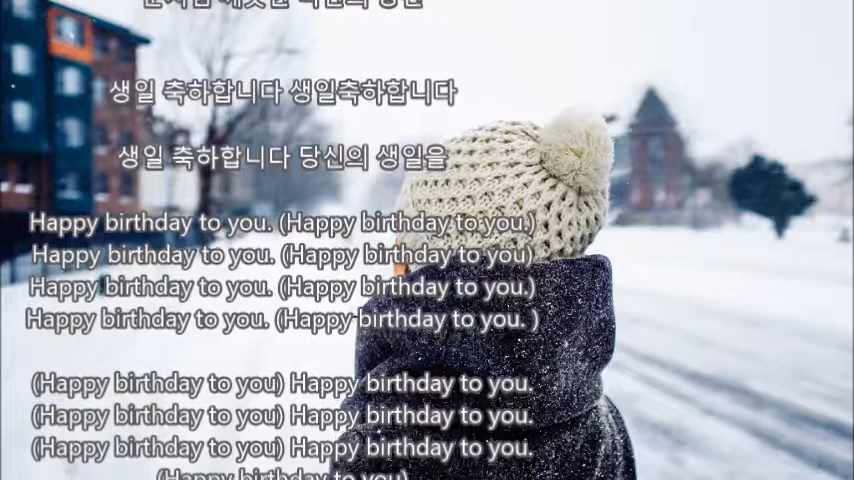 생일 축하합니다 생일축하합니다
생일 축하합니다 당신의 생일을
Happy birthday to you. (Happy birthday to you.)
Happy birthday to you. (Happy birthday to you)
Happy birthday to you. (Happy birthday to you.)
Happy birthday to you. (Happy birthday to you. )
(Happy birthday to you) Happy birthday to you.
(Happy birthday to you) Happy birthday to you.
(Happy birthday to you) Happy birthday to you.
(Happy birthday to you)